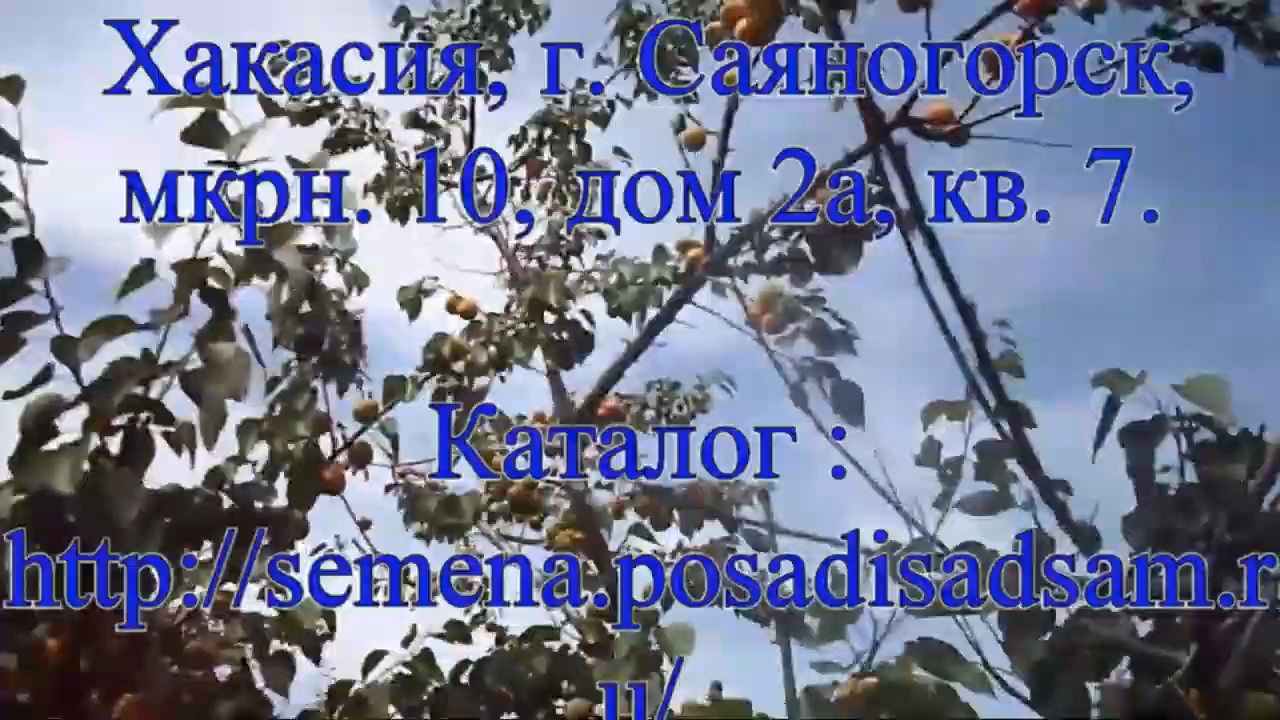 Хакасия, г. Саяногорск,
мкрн. 10, дом 2а, кв. 7.
Каталог :
http://semena.posadisadsam.r
u/